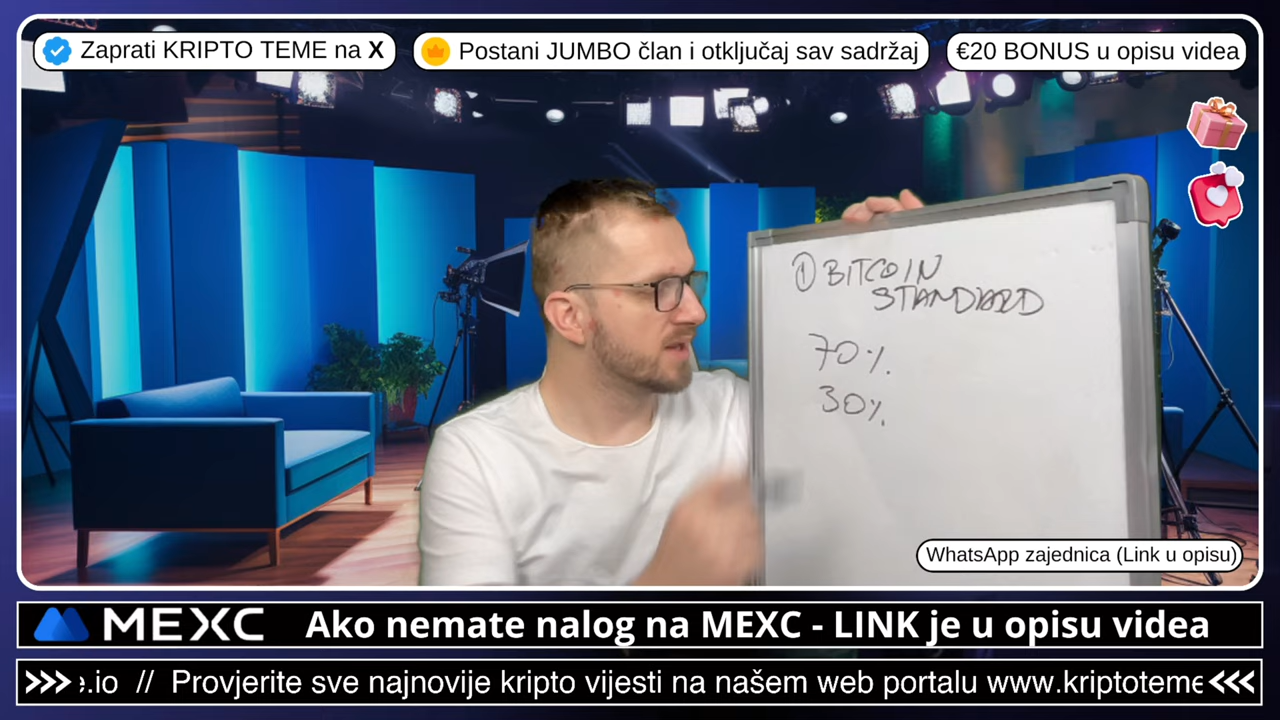 Zaprati KRIPTO TEME na X
Postani JUMBO član i otključaj sav sadržaj
€20 BONUS u opisu videa
① BITCOIN
STANDARD
70%
30%
WhatsApp zajednica (Link u opisu)
MEXC Ako nemate nalog na MEXC - LINK je u opisu videa
>>> e.io // Provjerite sve najnovije kripto vijesti na našem web portalu www.kriptoteme <<<